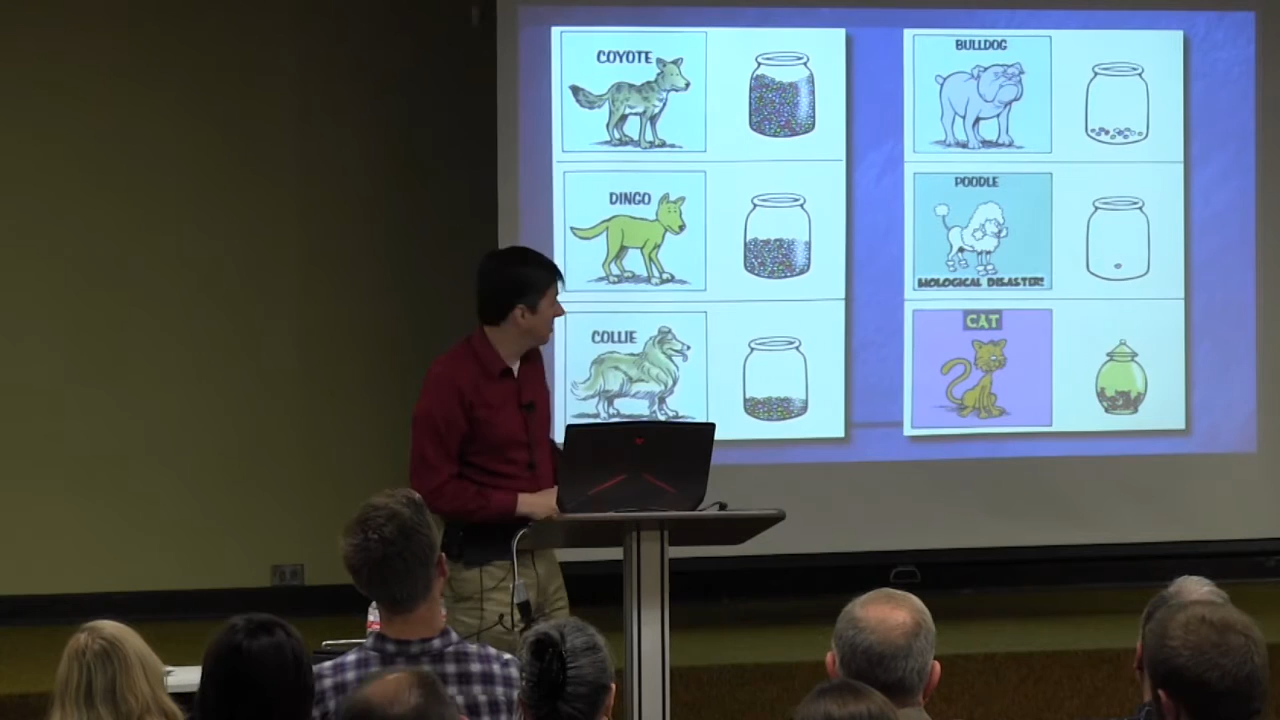 COYOTE
DINGO
COLLIE
BULLDOG
POODLE
BIOLOGICAL DISASTER!
CAT